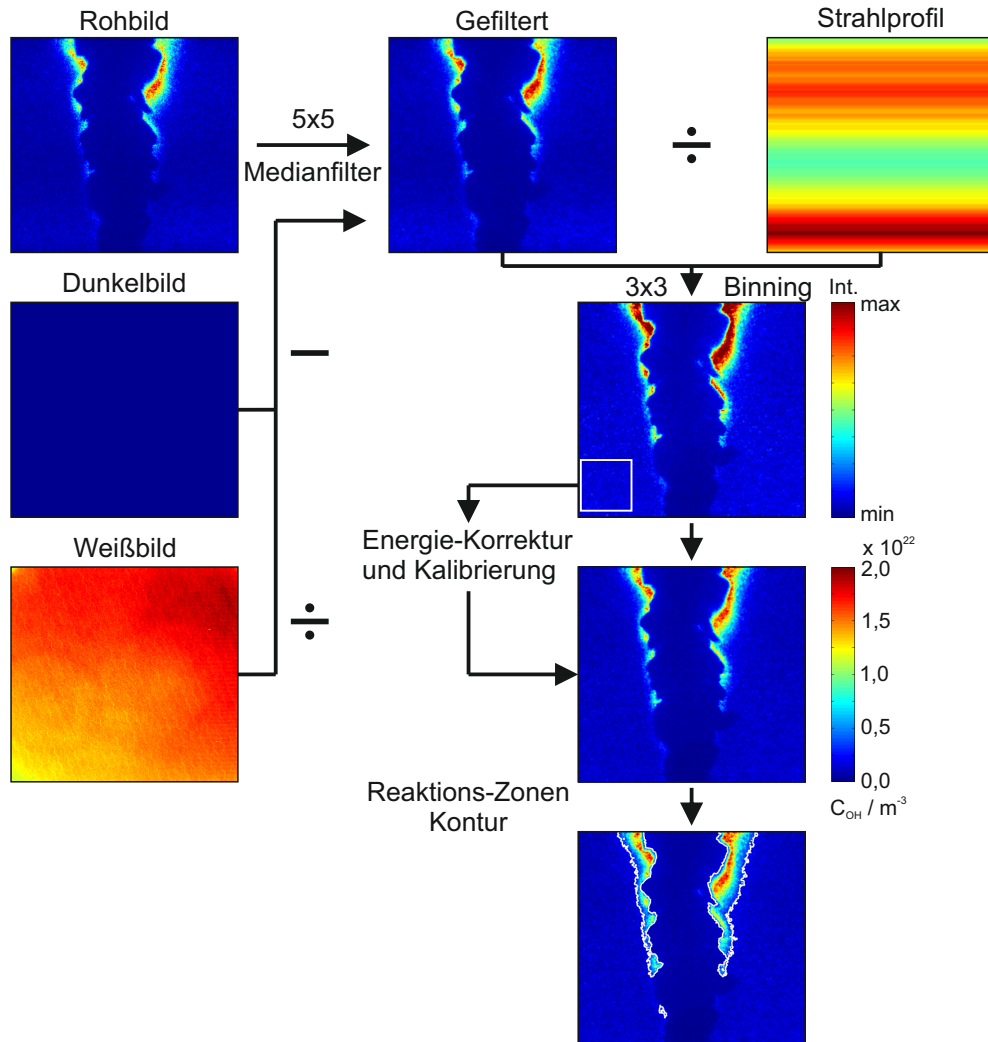 Rohbild
Gefiltert
Strahlprofil
5x5
Medianfilter
Dunkelbild
3x3 Binning
Int.
max
min
Weißbild
Energie-Korrektur
und Kalibrierung
x 10²²
2,0
1,5
1,0
0,5
0,0
C_OH / m⁻³
Reaktions-Zonen
Kontur